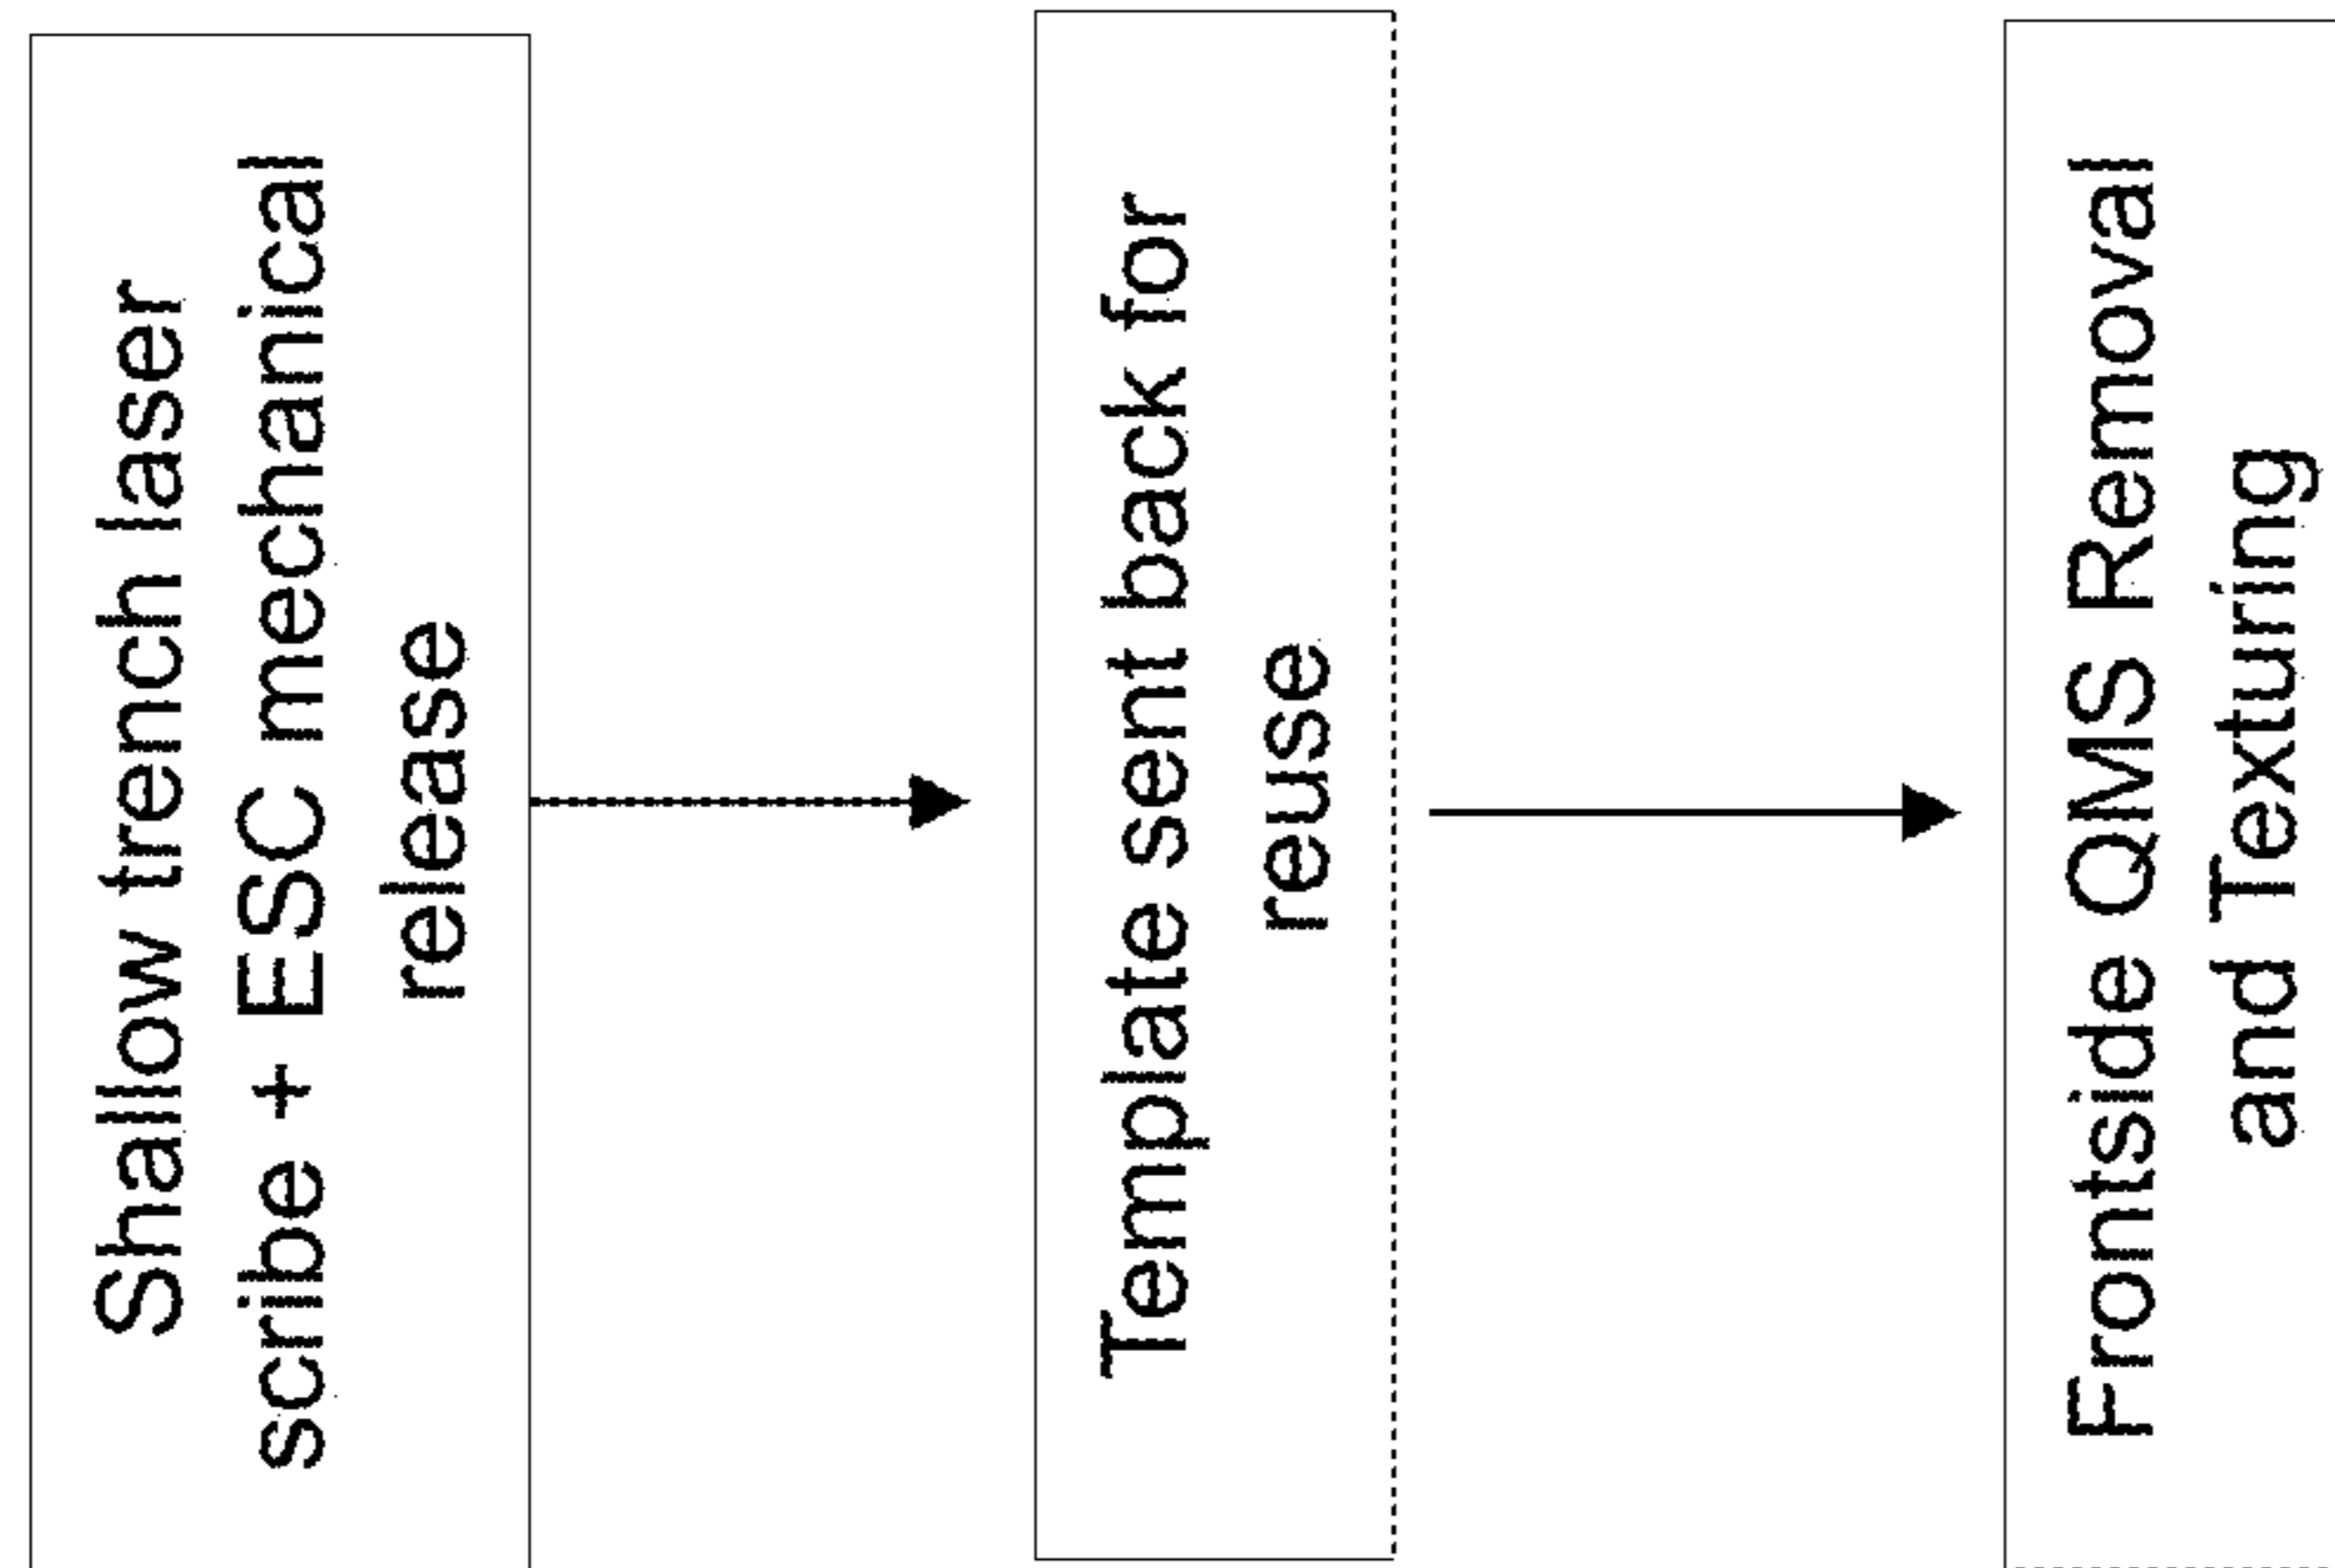 Shallow trench laser
scribe + ESC mechanical
release
Template sent back for
reuse
Frontside QMS Removal
and Texturing